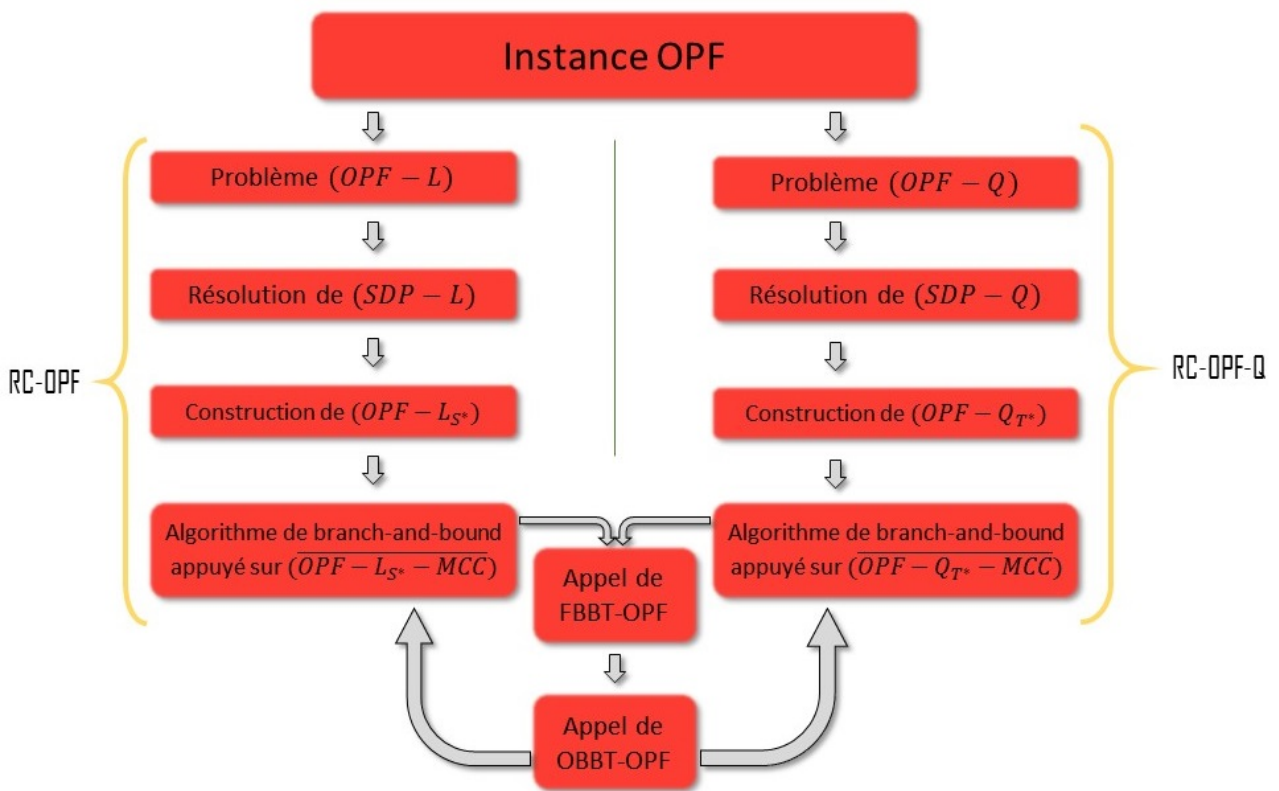 Instance OPF
Problème (OPF − L)
Résolution de (SDP − L)
Construction de (OPF − L_{S*})
Algorithme de branch-and-bound
appuyé sur (\overline{OPF − L_{S*} − MCC})
RC-OPF
Problème (OPF − Q)
Résolution de (SDP − Q)
Construction de (OPF − Q_{T*})
Algorithme de branch-and-bound
appuyé sur (\overline{OPF − Q_{T*} − MCC})
RC-OPF-Q
Appel de
FBBT-OPF
Appel de
OBBT-OPF